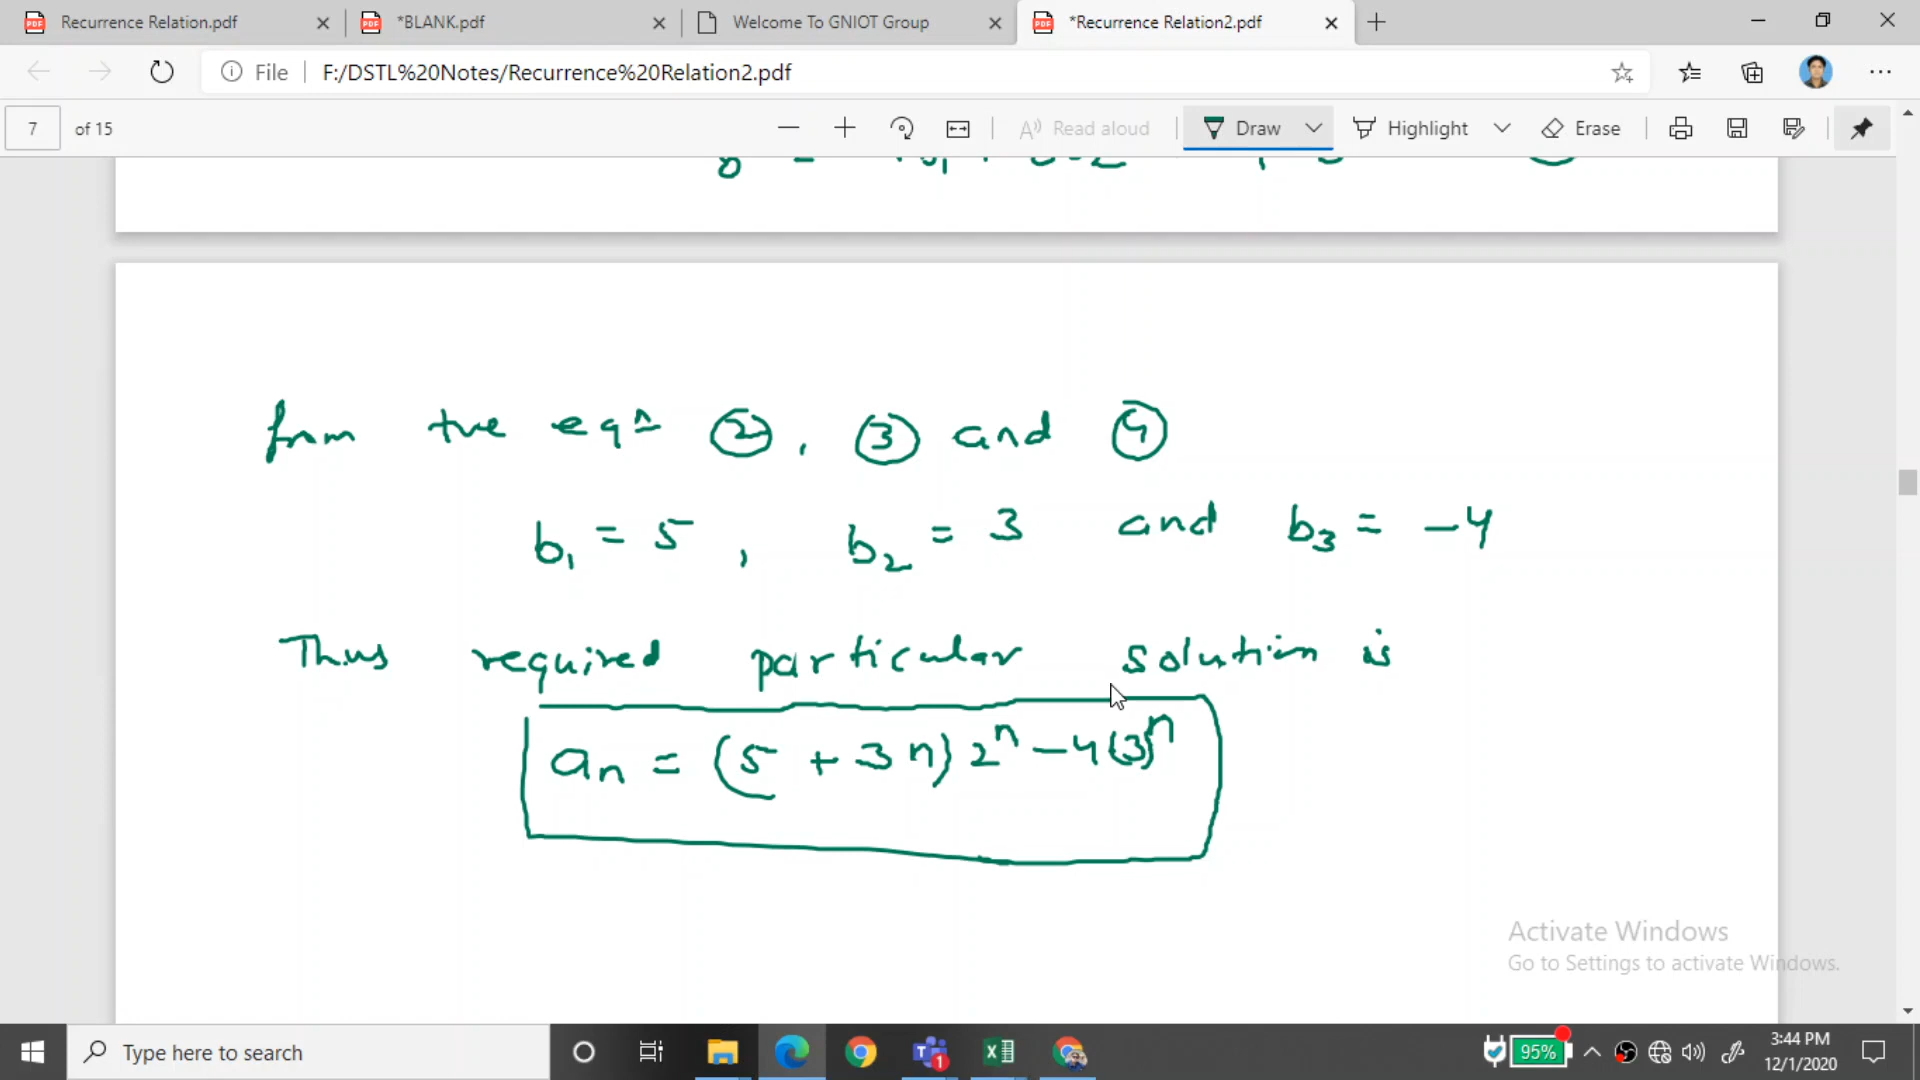 Recurrence Relation.pdf *BLANK.pdf Welcome To GNIOT Group *Recurrence Relation2.pdf
File F:/DSTL%20Notes/Recurrence%20Relation2.pdf
7 of 15 Read aloud Draw Highlight Erase
from tve eqⁿ ②, ③ and ④
b₁ = 5, b₂ = 3 and b₃ = -4
Thus required particular solution is
aₙ = (5 + 3n) 2ⁿ - 4(3)ⁿ
Activate Windows
Go to Settings to activate Windows.
Type here to search
1
95%
3:44 PM
12/1/2020